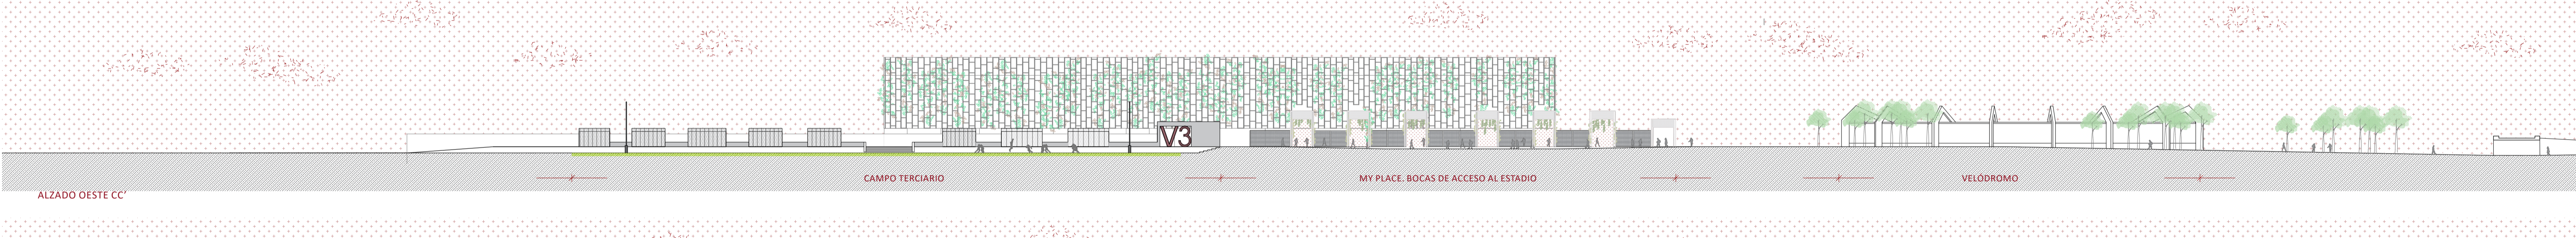 V3
CAMPO TERCIARIO
MY PLACE. BOCAS DE ACCESO AL ESTADIO
VELÓDROMO
ALZADO OESTE CC'